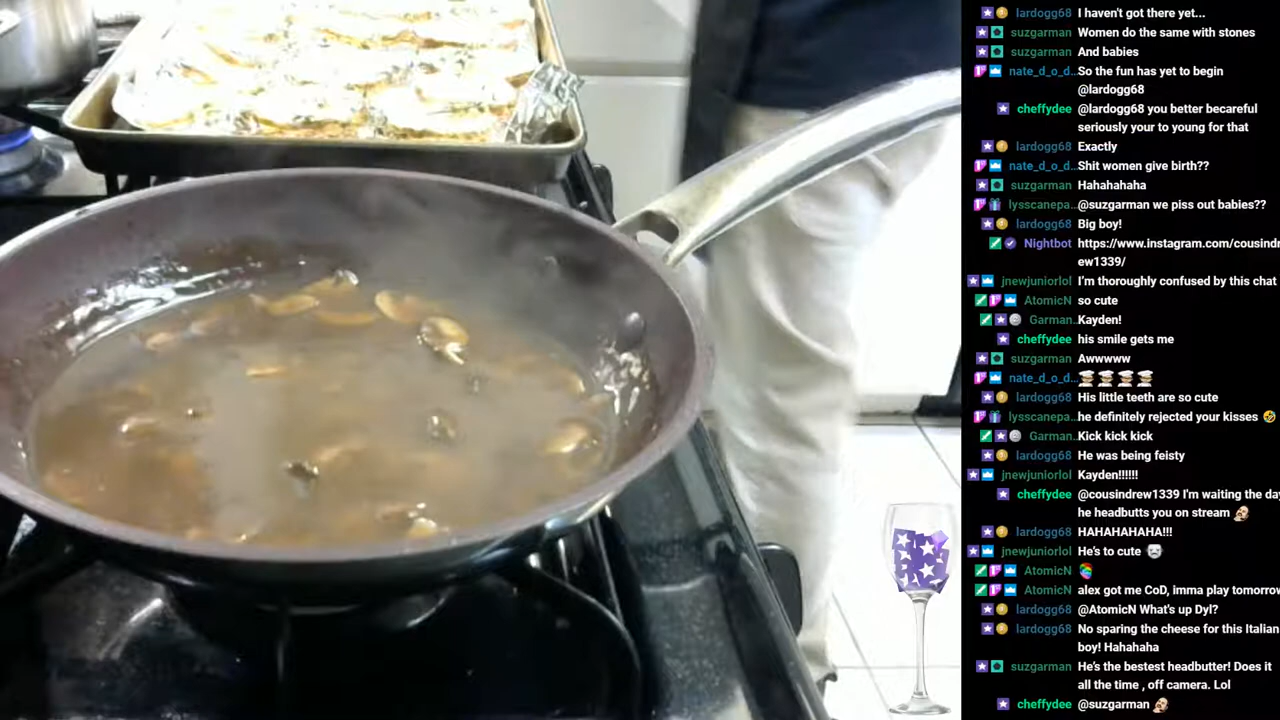 lardogg68 I haven't got there yet...
suzgarman Women do the same with stones
suzgarman And babies
nate_d_o_d... So the fun has yet to begin
@lardogg68
cheffydee @lardogg68 you better becareful
seriously your to young for that
lardogg68 Exactly
nate_d_o_d... Shit women give birth??
suzgarman Hahahahaha
lysscanepa... @suzgarman we piss out babies??
lardogg68 Big boy!
Nightbot https://www.instagram.com/cousindr
ew1339/
jnewjuniorlol I'm thoroughly confused by this chat
AtomicN so cute
Garman... Kayden!
cheffydee his smile gets me
suzgarman Awwwww
nate_d_o_d...
lardogg68 His little teeth are so cute
lysscanepa... he definitely rejected your kisses 🤣
Garman... Kick kick kick
lardogg68 He was being feisty
jnewjuniorlol Kayden!!!!!!
cheffydee @cousindrew1339 I'm waiting the day
he headbutts you on stream
lardogg68 HAHAHAHAHA!!!
jnewjuniorlol He's to cute
AtomicN
AtomicN alex got me CoD, imma play tomorrow
lardogg68 @AtomicN What's up Dyl?
lardogg68 No sparing the cheese for this Italian
boy! Hahahaha
suzgarman He's the bestest headbutter! Does it
all the time , off camera. Lol
cheffydee @suzgarman